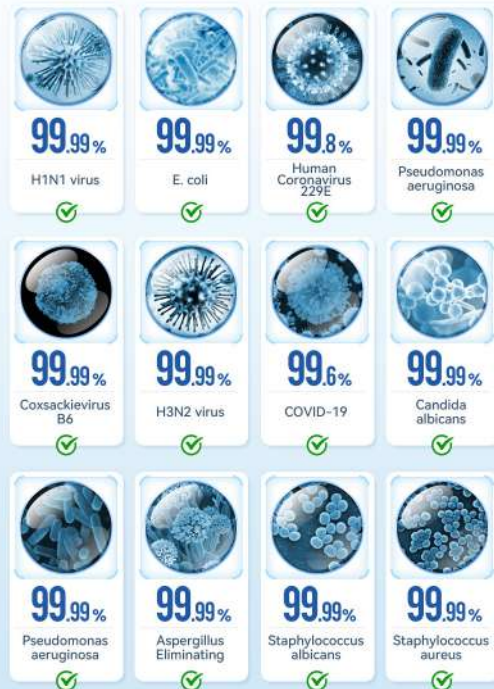 99.99%
H1N1 virus
99.99%
E. coli
99.8%
Human
Coronavirus
229E
99.99%
Pseudomonas
aeruginosa
99.99%
Coxsackievirus
B6
99.99%
H3N2 virus
99.6%
COVID-19
99.99%
Candida
albicans
99.99%
Pseudomonas
aeruginosa
99.99%
Aspergillus
Eliminating
99.99%
Staphylococcus
albicans
99.99%
Staphylococcus
aureus